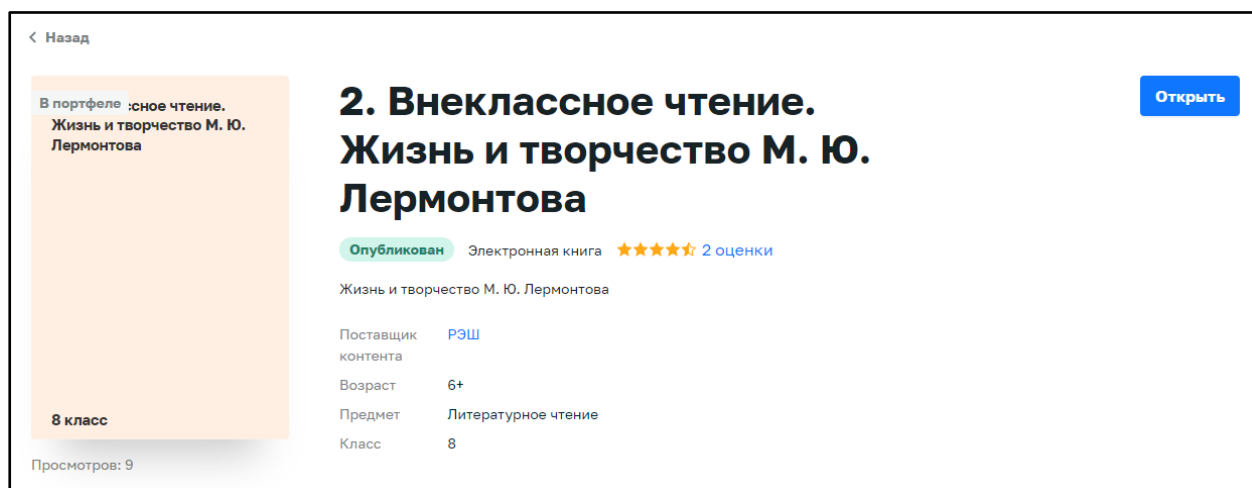 Назад
В портфеле сное чтение.
Жизнь и творчество М. Ю.
Лермонтова
8 класс
Просмотров: 9
2. Внеклассное чтение.
Жизнь и творчество М. Ю.
Лермонтова
Опубликован Электронная книга 2 оценки
Жизнь и творчество М. Ю. Лермонтова
Поставщик РЭШ
контента
Возраст 6+
Предмет Литературное чтение
Класс 8
Открыть